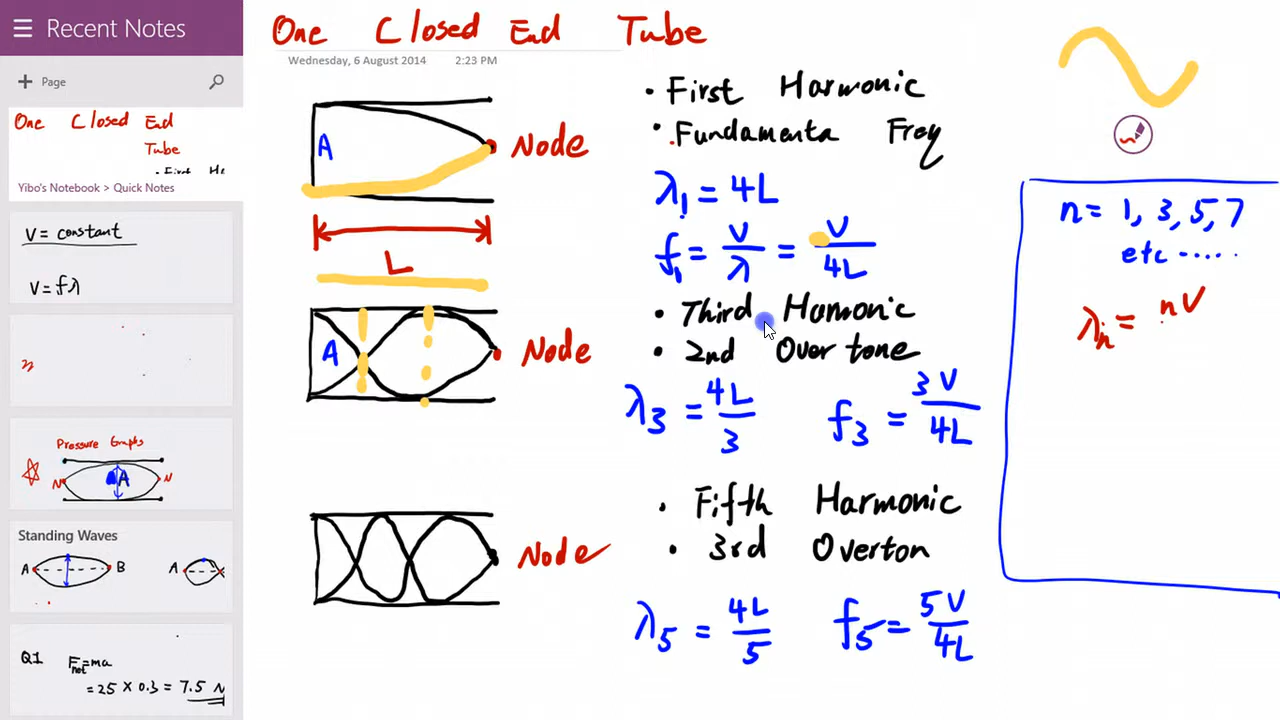 Recent Notes
Page
One Closed End
Tube
Yibo's Notebook > Quick Notes
V = constant
V = fλ
Pressure Graphs
N A N
Standing Waves
A B A
Q1 Fnet=ma
= 25 × 0.3 = 7.5 N
One Closed End Tube
Wednesday, 6 August 2014 2:23 PM
A Node
L
A Node
Node
• First Harmonic
• Fundamenta Freq
λ1 = 4L
f1 = V/λ = V/4L
• Third Hamonic
• 2nd Over tone
λ3 = 4L/3 f3 = 3V/4L
• Fifth Harmonic
• 3rd Overton
λ5 = 4L/5 f5 = 5V/4L
n = 1, 3, 5, 7
etc .....
λn = nV